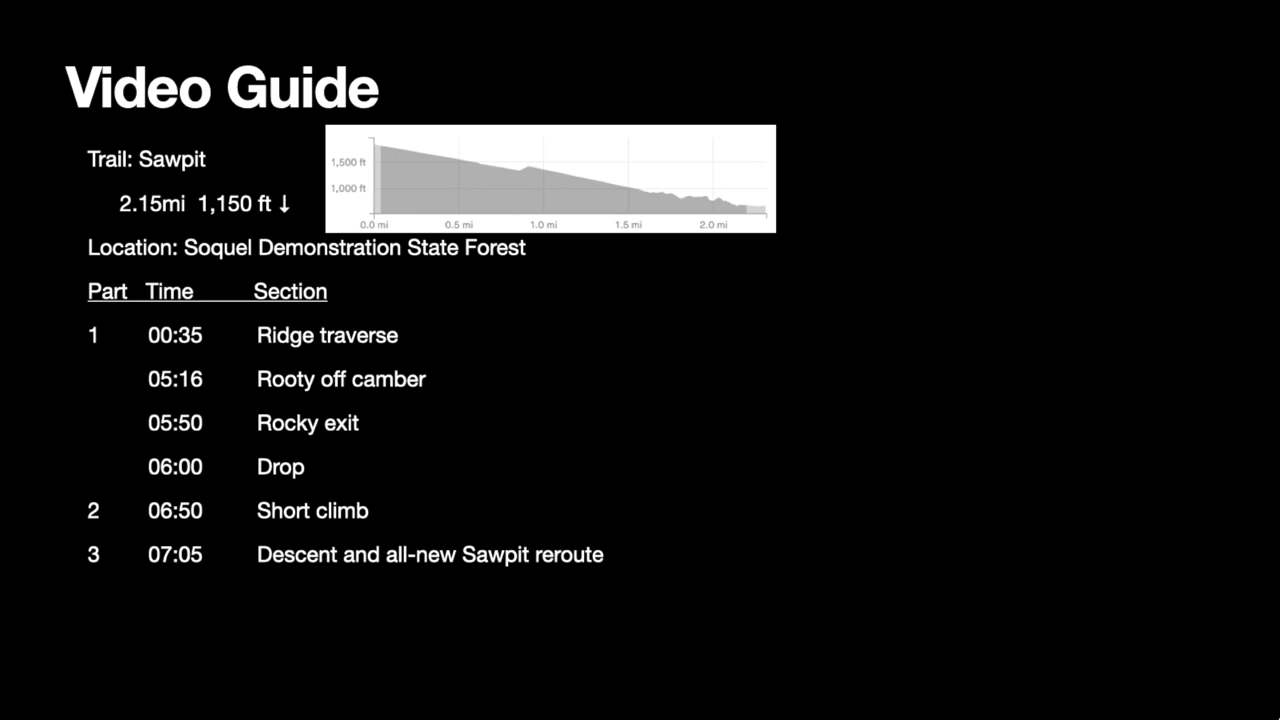 Video Guide
Trail: Sawpit
2.15mi 1,150 ft ↓
1,500 ft
1,000 ft
0.0 mi 0.5 mi 1.0 mi 1.5 mi 2.0 mi
Location: Soquel Demonstration State Forest
Part Time Section
1 00:35 Ridge traverse
05:16 Rooty off camber
05:50 Rocky exit
06:00 Drop
2 06:50 Short climb
3 07:05 Descent and all-new Sawpit reroute